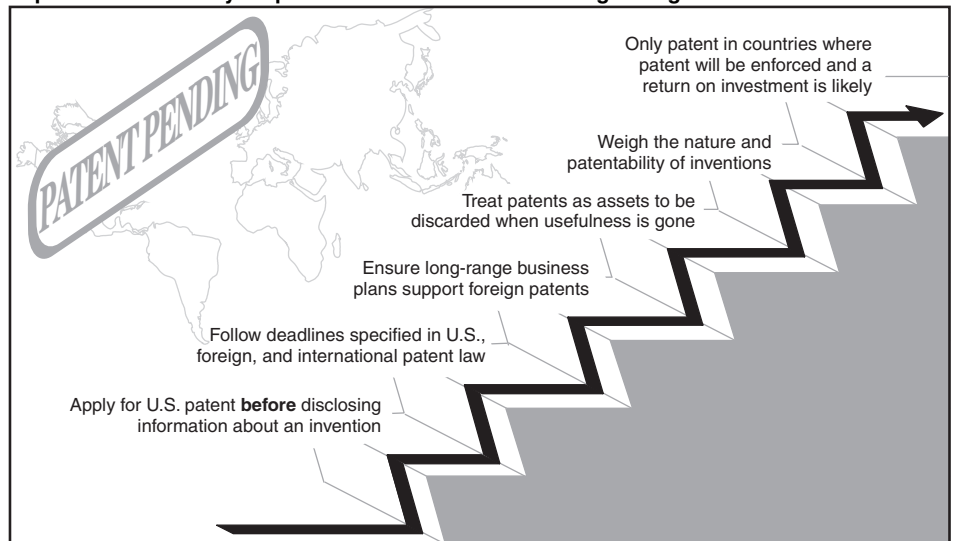 PATENT PENDING
Only patent in countries where
patent will be enforced and a
return on investment is likely
Weigh the nature and
patentability of inventions
Treat patents as assets to be
discarded when usefulness is gone
Ensure long-range business
plans support foreign patents
Follow deadlines specified in U.S.,
foreign, and international patent law
Apply for U.S. patent before disclosing
information about an invention